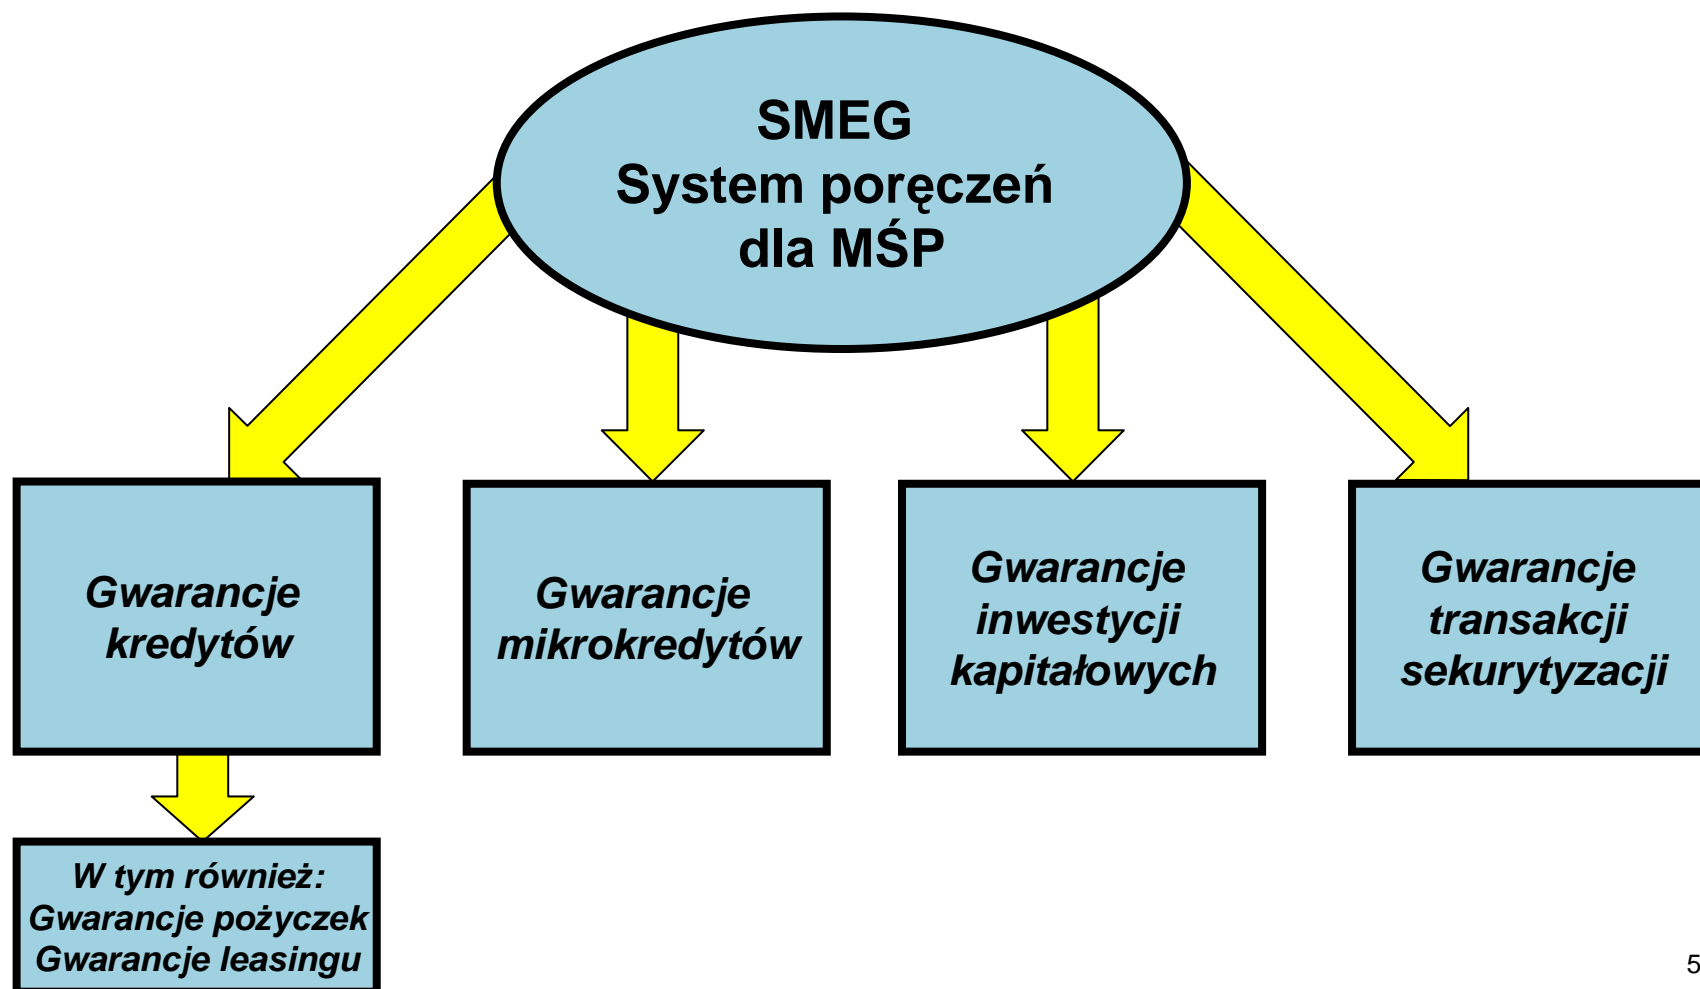 SMEG
System poręczeń
dla MŚP
Gwarancje
kredytów
Gwarancje
mikrokredytów
Gwarancje
inwestycji
kapitałowych
Gwarancje
transakcji
sekurytyzacji
W tym również:
Gwarancje pożyczek
Gwarancje leasingu
5